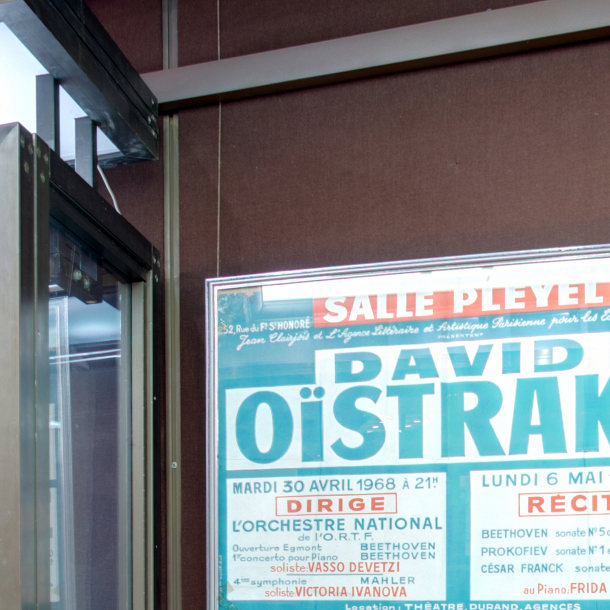 SALLE PLEYEL
252, Rue du Fg St HONORÉ
Jean Clairjois et L'Agence Littéraire et Artistique Parisienne pour les
PRÉSENTENT
DAVID
OÏSTRAK
MARDI 30 AVRIL 1968 À 21H
DIRIGE
L'ORCHESTRE NATIONAL
de l'O.R.T.F.
Ouverture Egmont BEETHOVEN
1er concerto pour Piano BEETHOVEN
soliste: VASSO DEVETZI
4ème symphonie MAHLER
soliste: VICTORIA IVANOVA
LUNDI 6 MAI
RÉCIT
BEETHOVEN sonate N°5
PROKOFIEV sonate N°1
CÉSAR FRANCK sonate
au Piano: FRIDA
Location: THÉATRE, DURAND, AGENCES